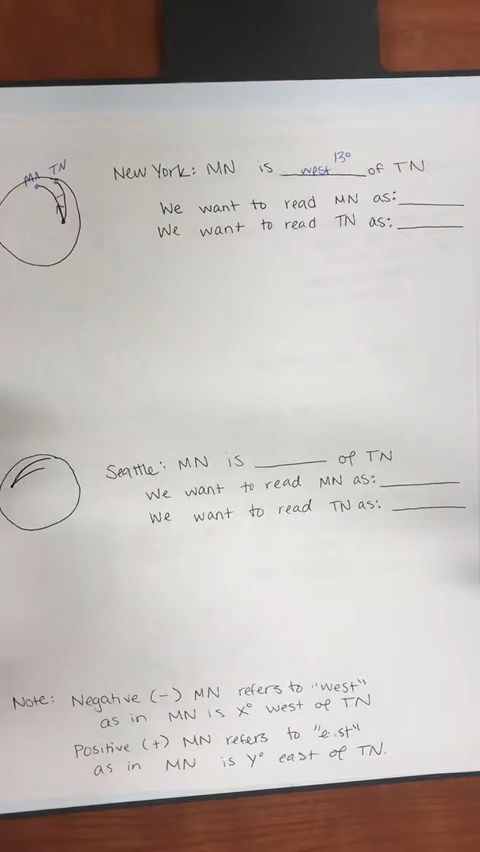 MN TN
New York: MN is west 13° of TN
We want to read MN as:
We want to read TN as:
Seattle: MN is of TN
We want to read MN as:
We want to read TN as:
Note: Negative (-) MN refers to "west"
as in MN is x° west of TN
Positive (+) MN refers to "e.st"
as in MN is y° east of TN.